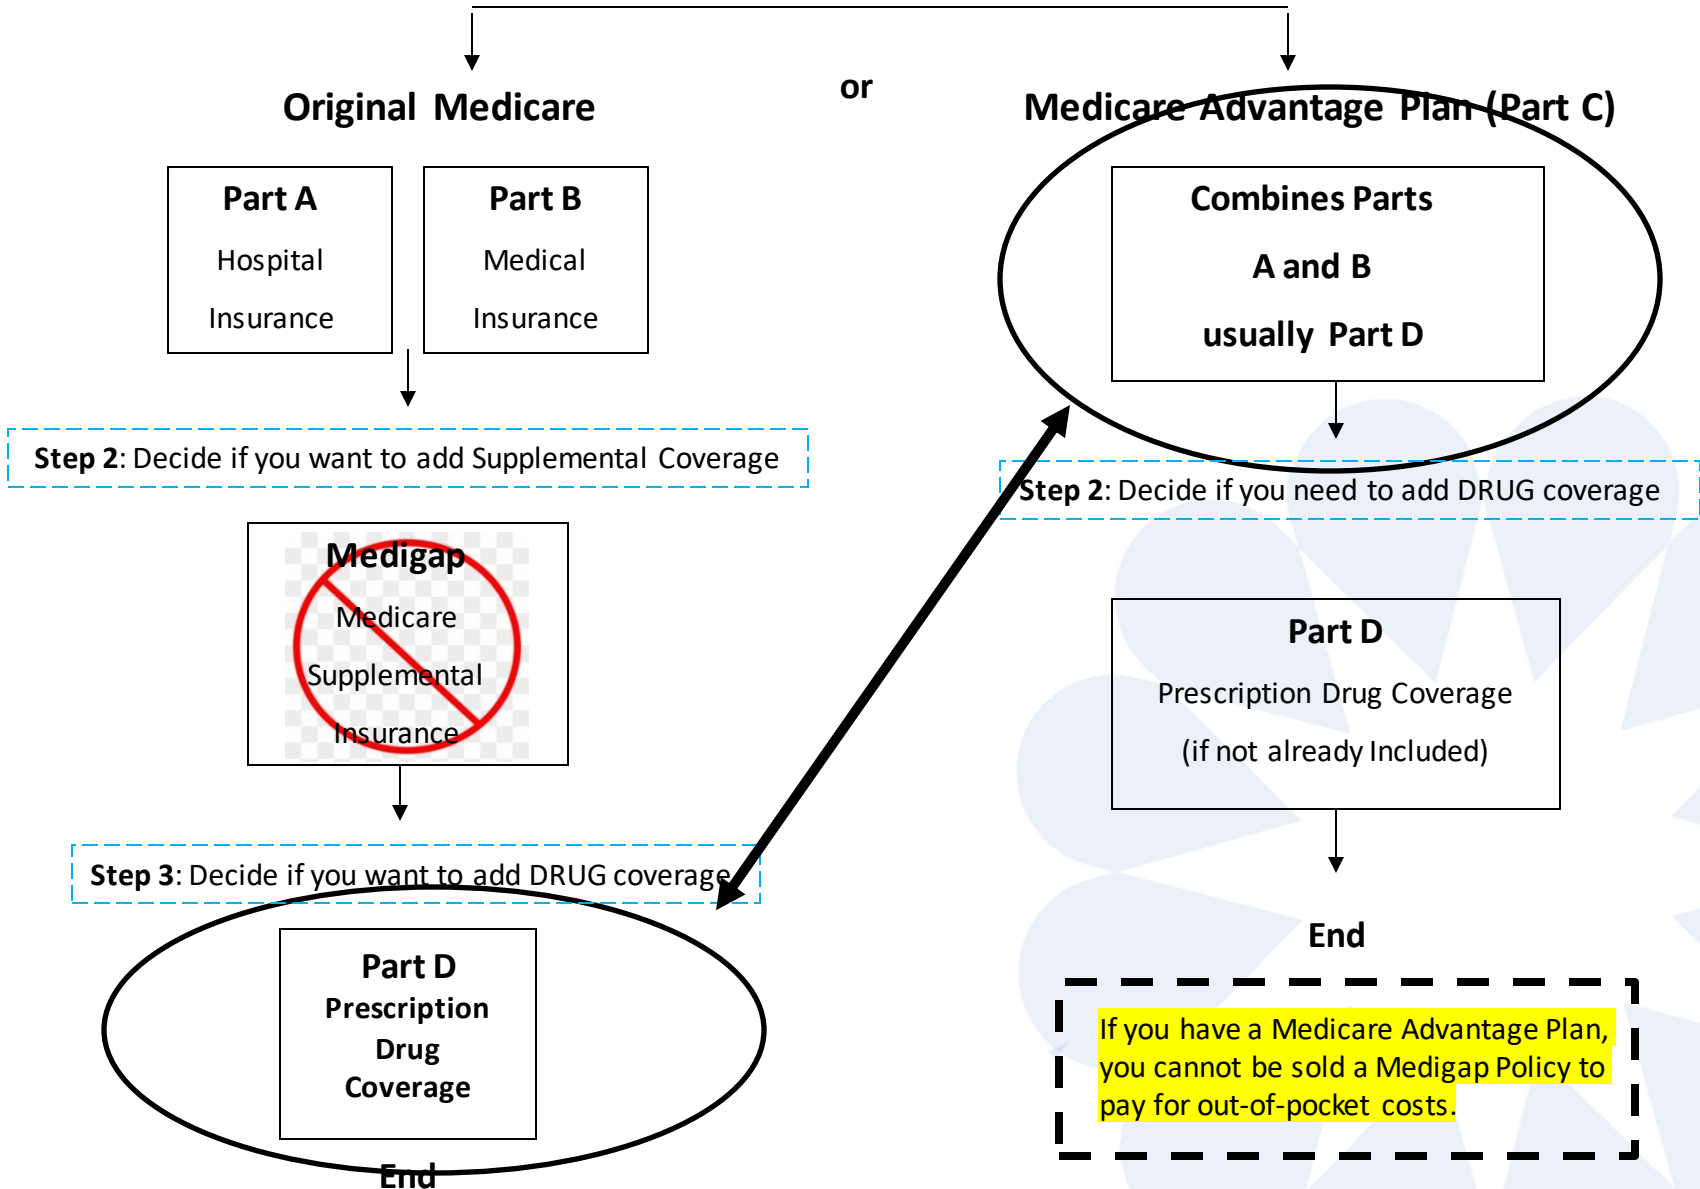 or
Original Medicare
Part A
Hospital
Insurance
Part B
Medical
Insurance
Step 2: Decide if you want to add Supplemental Coverage
Medigap
Medicare
Supplemental
Insurance
Step 3: Decide if you want to add DRUG coverage
Part D
Prescription
Drug
Coverage
End
Medicare Advantage Plan (Part C)
Combines Parts
A and B
usually Part D
Step 2: Decide if you need to add DRUG coverage
Part D
Prescription Drug Coverage
(if not already Included)
End
If you have a Medicare Advantage Plan,
you cannot be sold a Medigap Policy to
pay for out-of-pocket costs.